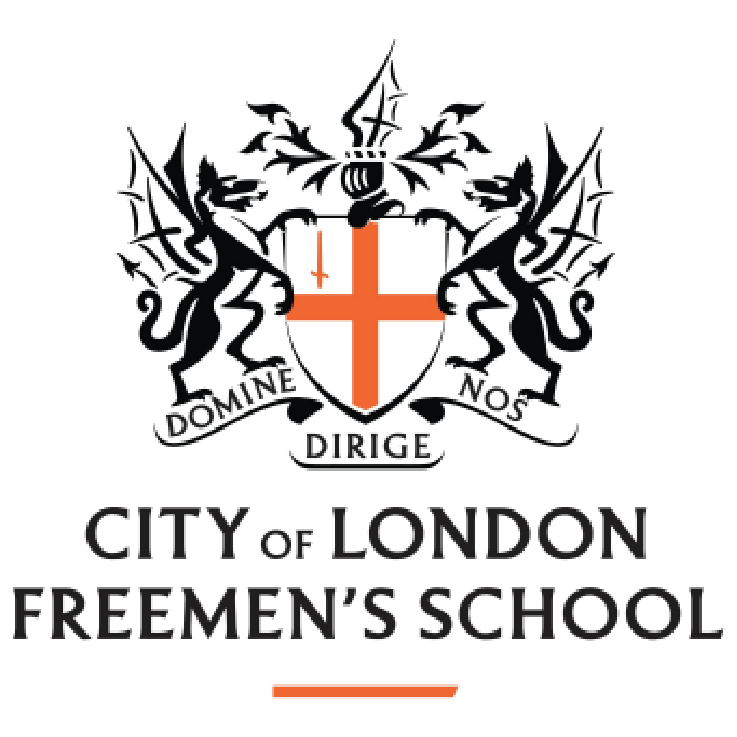 DOMINE
DIRIGE
NOS
CITY OF LONDON
FREEMEN'S SCHOOL